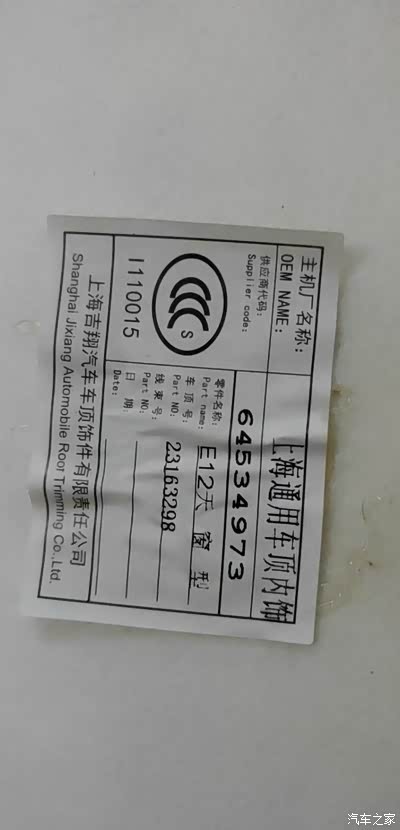 主机厂名称：
OEM NAME:
上海通用车顶内饰
供应商代码：
Supplier code:
64534973
S
I110015
零件名称：
Part name:
E12天窗型
车顶号：
Part NO:
23163298
线束号：
Part NO:
日期：
Date:
上海吉翔汽车车顶饰件有限责任公司
Shanghai Jixiang Automobile Roor Trimming Co.,Ltd.
汽车之家